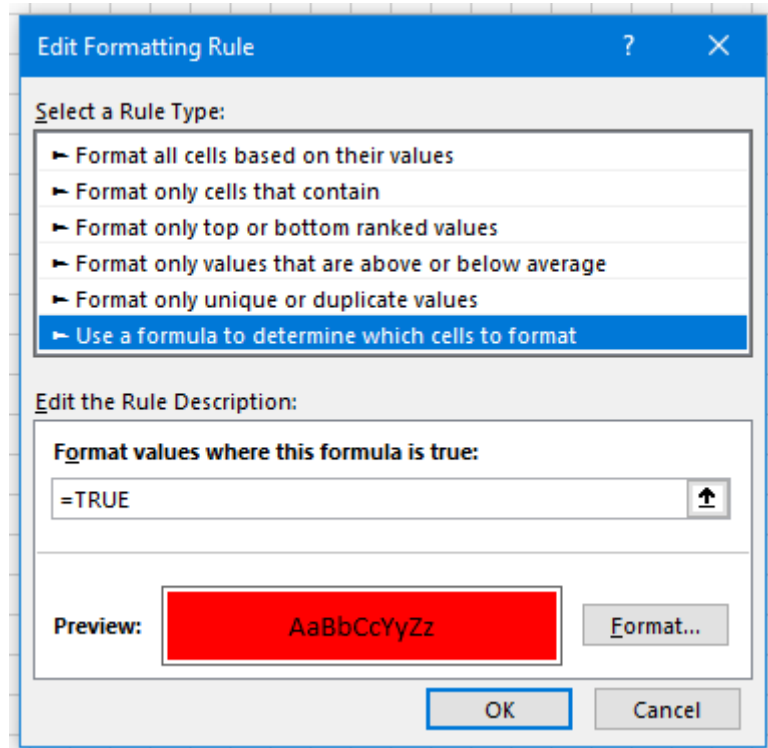 Edit Formatting Rule ?
Select a Rule Type:
► Format all cells based on their values
► Format only cells that contain
► Format only top or bottom ranked values
► Format only values that are above or below average
► Format only unique or duplicate values
► Use a formula to determine which cells to format
Edit the Rule Description:
Format values where this formula is true:
=TRUE
Preview: AaBbCcYyZz Format...
OK Cancel